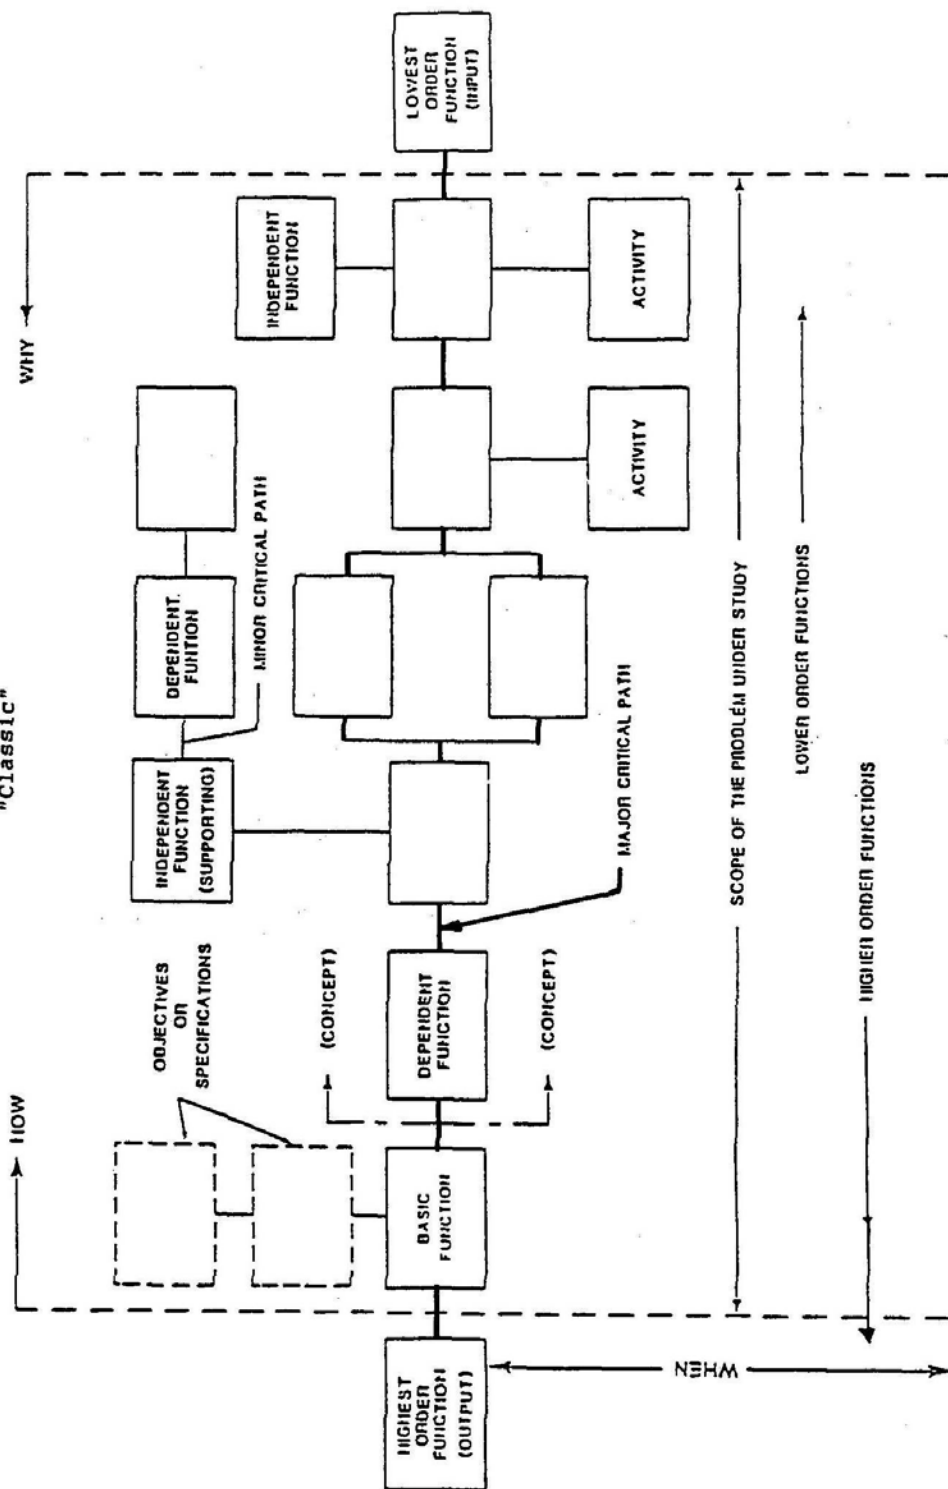 "Classic"
HOW
WHY
OBJECTIVES
OR
SPECIFICATIONS
INDEPENDENT
FUNCTION
(SUPPORTING)
DEPENDENT.
FUNTION
MINOR CRITICAL PATH
INDEPENDENT
FUNCTION
(CONCEPT)
HIGHEST
ORDER
FUNCTION
(OUTPUT)
BASIC
FUNCTION
DEPENDENT
FUNCTION
LOWEST
ORDER
FUNCTION
(INPUT)
(CONCEPT)
MAJOR CRITICAL PATH
ACTIVITY
ACTIVITY
WHEN
SCOPE OF THE PROBLEM UNDER STUDY
LOWER ORDER FUNCTIONS
HIGHER ORDER FUNCTIONS